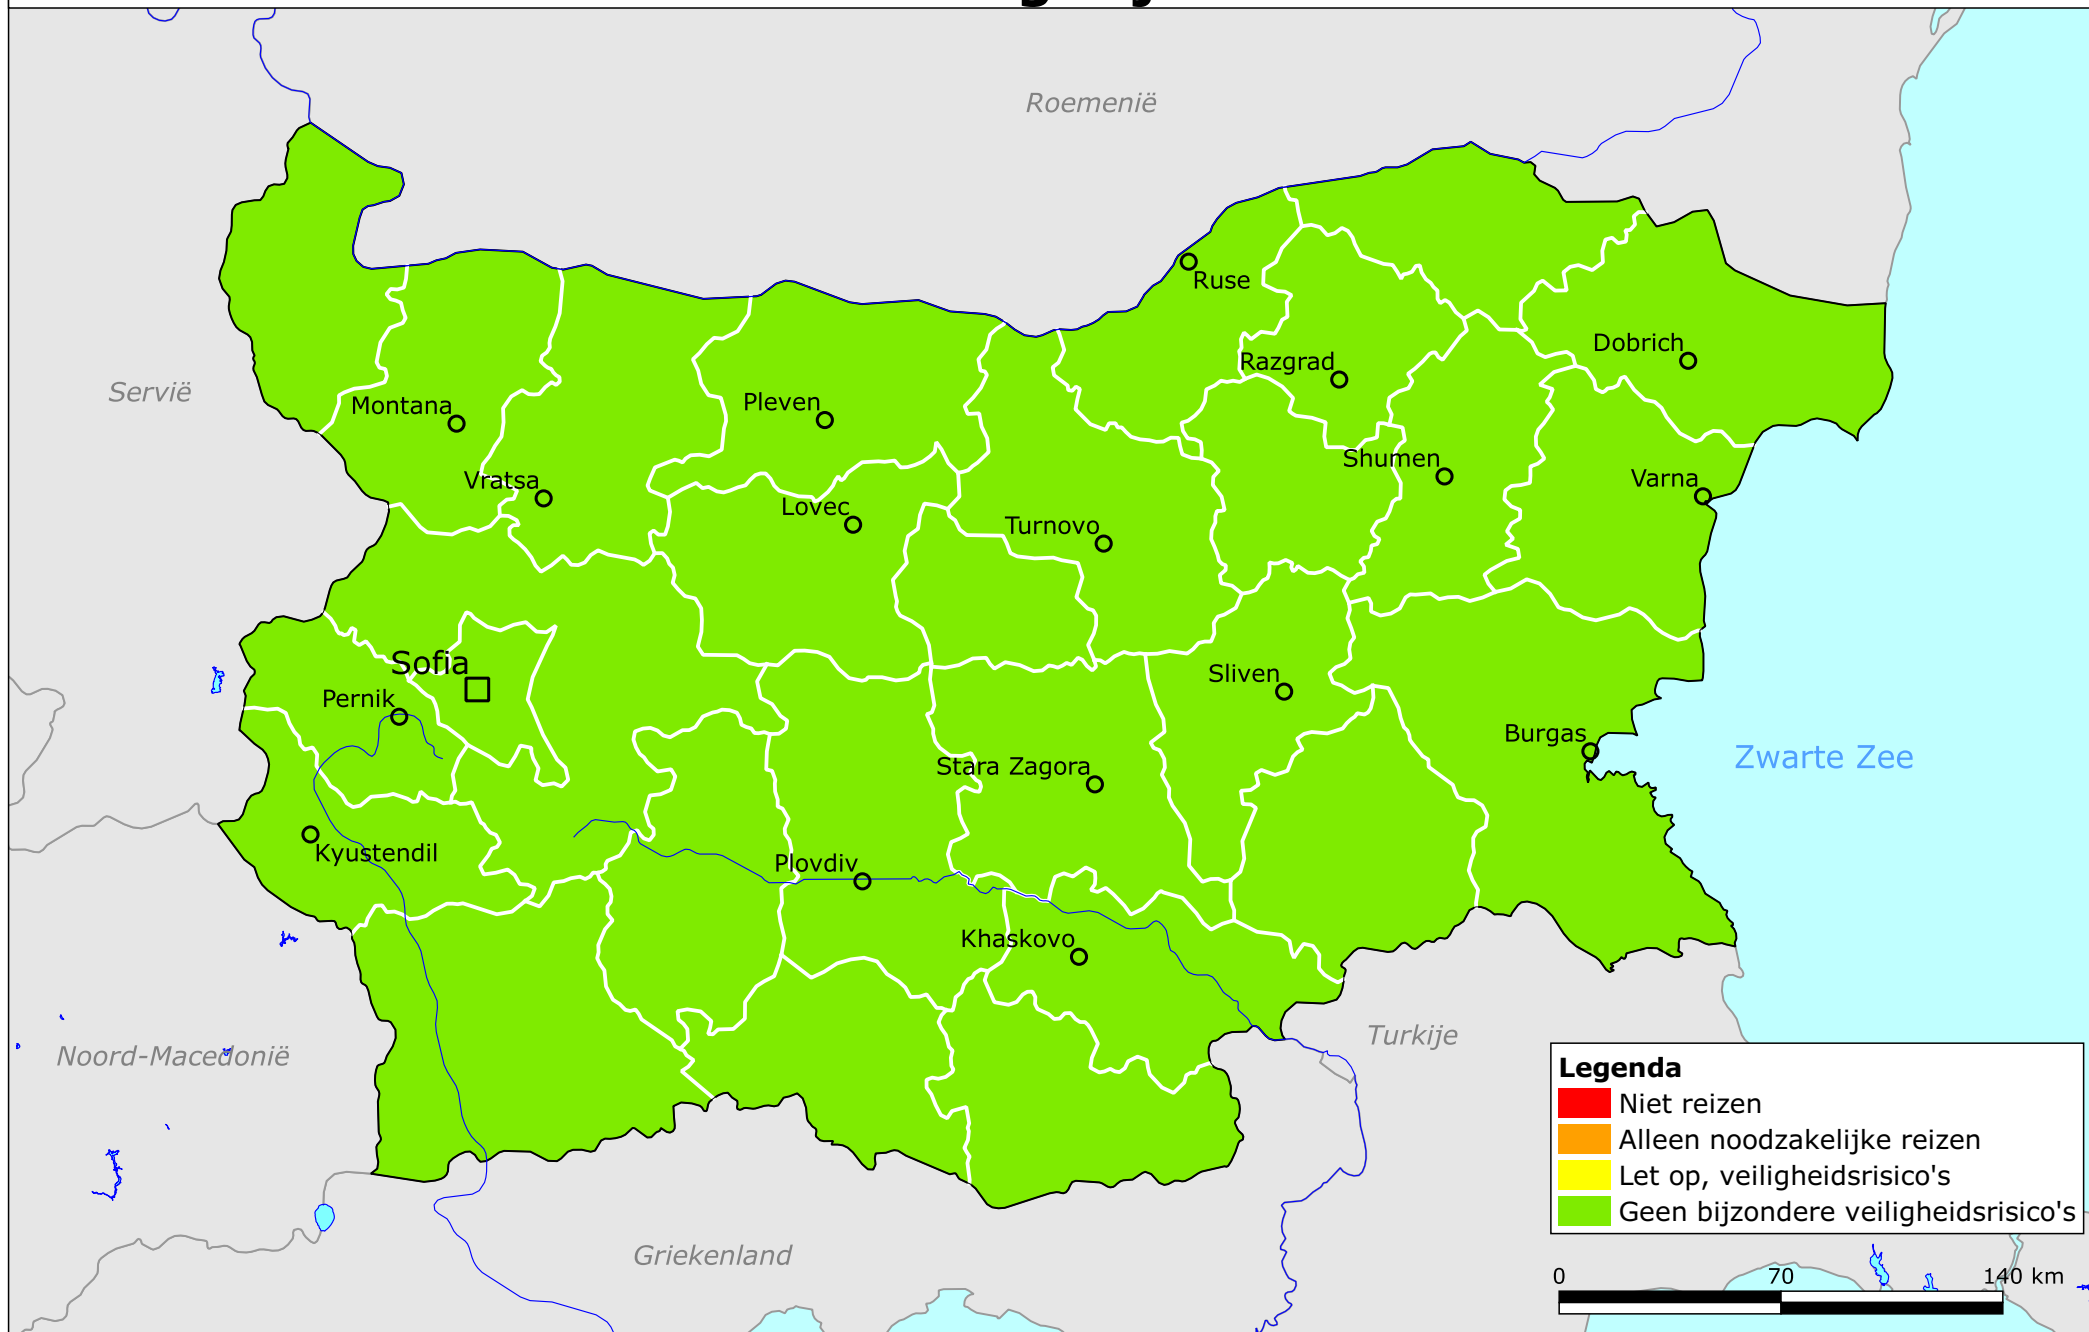 Roemenië
Ruse
Dobrich
Razgrad
Servië
Montana
Pleven
Shumen
Vratsa
Varna
Lovec
Turnovo
Sofia
Sliven
Pernik
Burgas
Zwarte Zee
Stara Zagora
Kyustendil
Plovdiv
Khaskovo
Turkije
Noord-Macedonië
Griekenland
Legenda
Niet reizen
Alleen noodzakelijke reizen
Let op, veiligheidsrisico's
Geen bijzondere veiligheidsrisico's
0 70 140 km